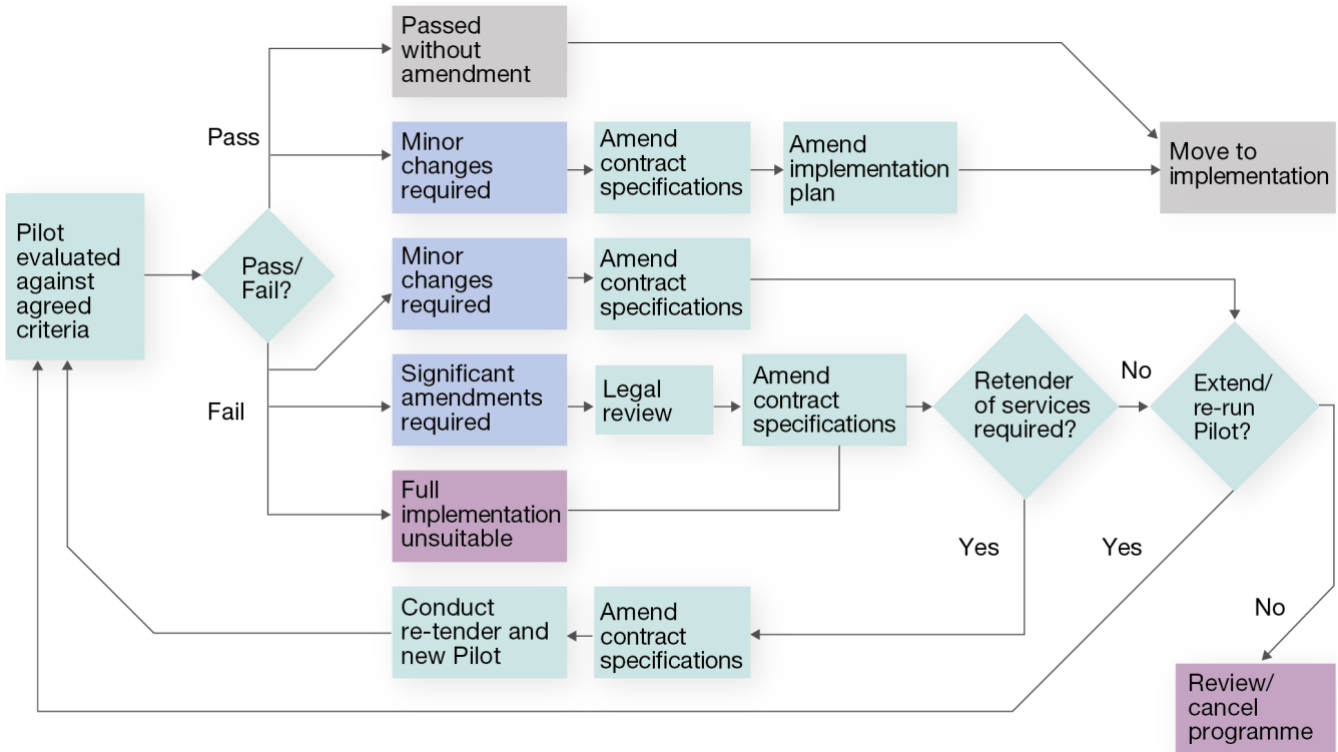 Passed
without
amendment
Pass
Minor
changes
required
Amend
contract
specifications
Amend
implementation
plan
Move to
implementation
Pilot
evaluated
against
agreed
criteria
Pass/
Fail?
Minor
changes
required
Amend
contract
specifications
Fail
Significant
amendments
required
Legal
review
Amend
contract
specifications
Retender
of services
required?
No
Extend/
re-run
Pilot?
Full
implementation
unsuitable
Yes
Yes
Conduct
re-tender and
new Pilot
Amend
contract
specifications
No
Review/
cancel
programme